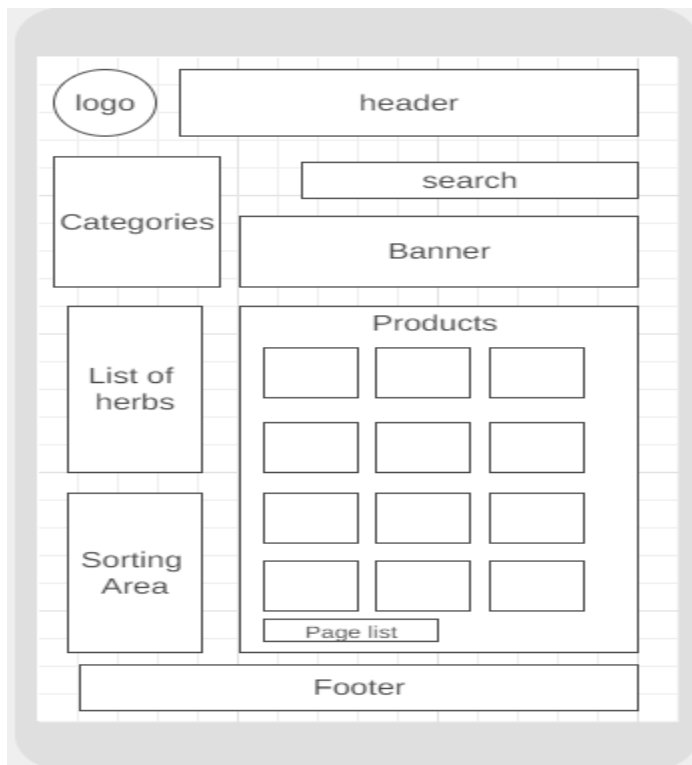 logo
header
search
Categories
Banner
Products
List of
herbs
Sorting
Area
Page list
Footer